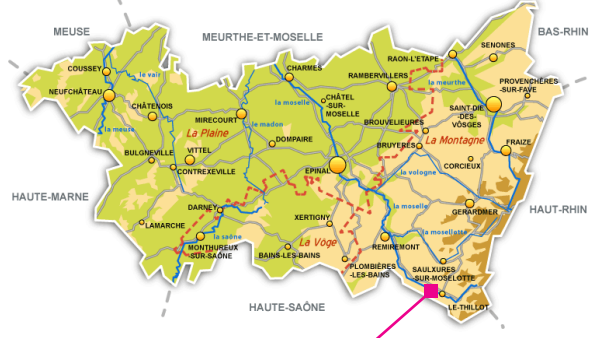 MEUSE
MEURTHE-ET-MOSELLE
BAS-RHIN
SENONES
RAON-L'ETAPE
COUSSEY
le vair
CHARMES
RAMBERVILLERS
la meurthe
PROVENCHÈRES
-SUR-FAVE
NEUFCHÂTEAU
CHÂTENOIS
la moselle
CHÂTEL
-SUR-
MOSELLE
SAINT-DIE
-DES-
VOSGES
MIRECOURT
la meuse
La Plaine
le madon
BROUVELIEURES
La Montagne
DOMPAIRE
BRUYERES
FRAIZE
BULGNEVILLE
VITTEL
CORCIEUX
CONTREXEVILLE
EPINAL
la vologne
HAUTE-MARNE
DARNEY
la moselle
GERARDMER
HAUT-RHIN
LAMARCHE
XERTIGNY
la saône
La Vôge
REMIREMONT
la moselotte
MONTHUREUX
SUR-SAÔNE
BAINS-LES-BAINS
PLOMBIÈRES
-LES-BAINS
SAULXURES
SUR-MOSELOTTE
HAUTE-SAÔNE
LE-THILLOT